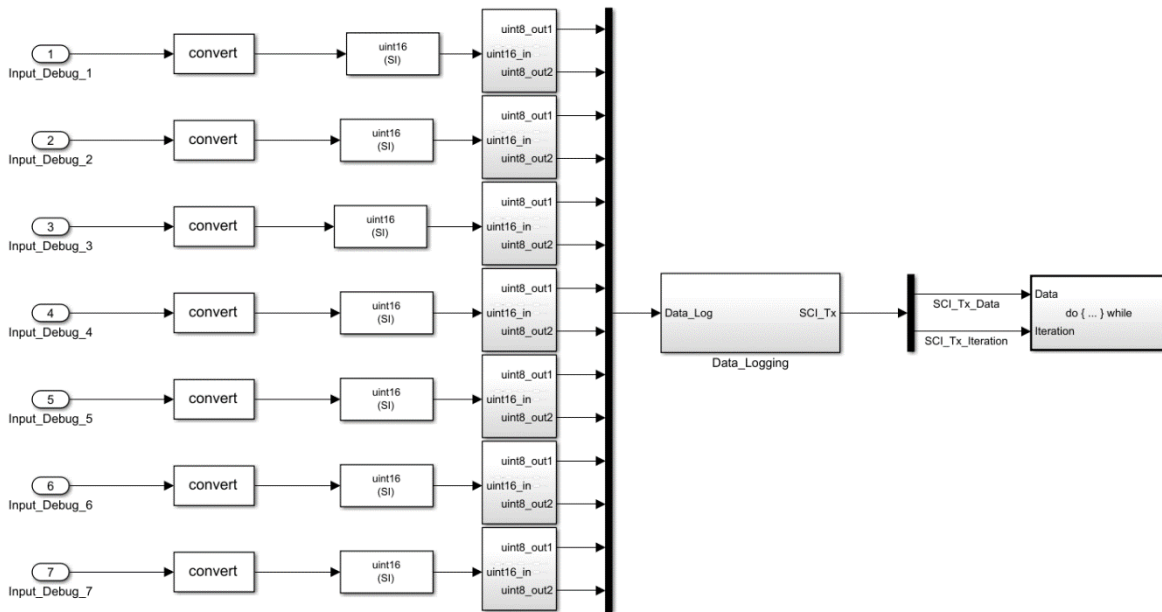 1
Input_Debug_1
convert
uint16
(SI)
uint8_out1
uint16_in
uint8_out2
2
Input_Debug_2
convert
uint16
(SI)
uint8_out1
uint16_in
uint8_out2
3
Input_Debug_3
convert
uint16
(SI)
uint8_out1
uint16_in
uint8_out2
4
Input_Debug_4
convert
uint16
(SI)
uint8_out1
uint16_in
uint8_out2
5
Input_Debug_5
convert
uint16
(SI)
uint8_out1
uint16_in
uint8_out2
6
Input_Debug_6
convert
uint16
(SI)
uint8_out1
uint16_in
uint8_out2
7
Input_Debug_7
convert
uint16
(SI)
uint8_out1
uint16_in
uint8_out2
Data_Log
SCI_Tx
Data_Logging
SCI_Tx_Data
SCI_Tx_Iteration
Data
do { ... } while
Iteration